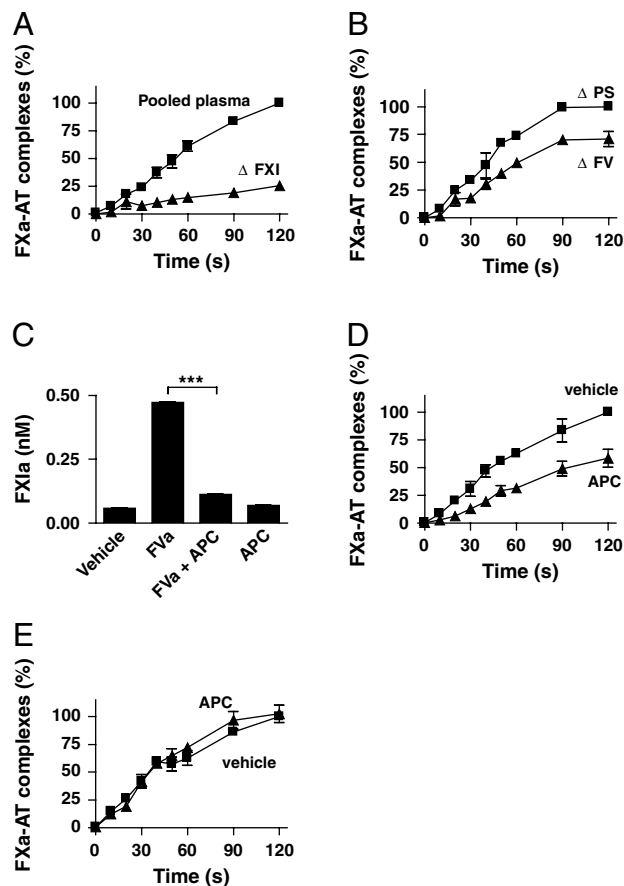 A
FXa-AT complexes (%)
100
75
50
25
0
Pooled plasma
Δ FXI
0 30 60 90 120
Time (s)
B
FXa-AT complexes (%)
100
75
50
25
0
Δ PS
Δ FV
0 30 60 90 120
Time (s)
C
FXIa (nM)
0.50
0.25
0.00
***
Vehicle
FVa
FVa + APC
APC
D
FXa-AT complexes (%)
100
75
50
25
0
vehicle
APC
0 30 60 90 120
Time (s)
E
FXa-AT complexes (%)
100
75
50
25
0
APC
vehicle
0 30 60 90 120
Time (s)